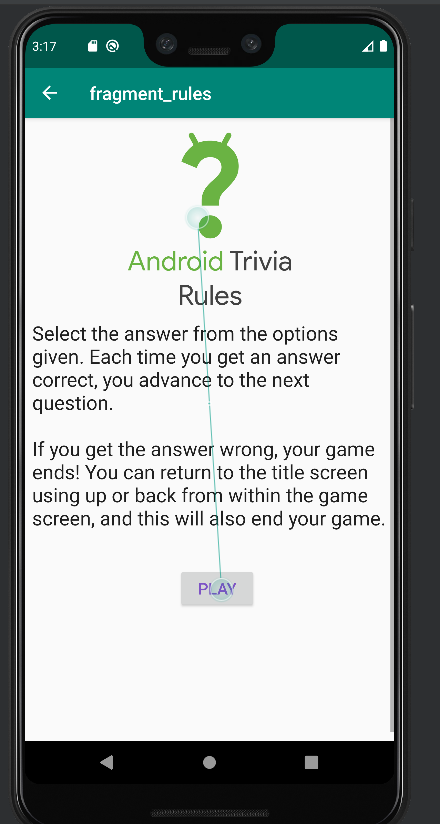 3:17
fragment_rules
Android Trivia
Rules
Select the answer from the options
given. Each time you get an answer
correct, you advance to the next
question.
If you get the answer wrong, your game
ends! You can return to the title screen
using up or back from within the game
screen, and this will also end your game.
PLAY